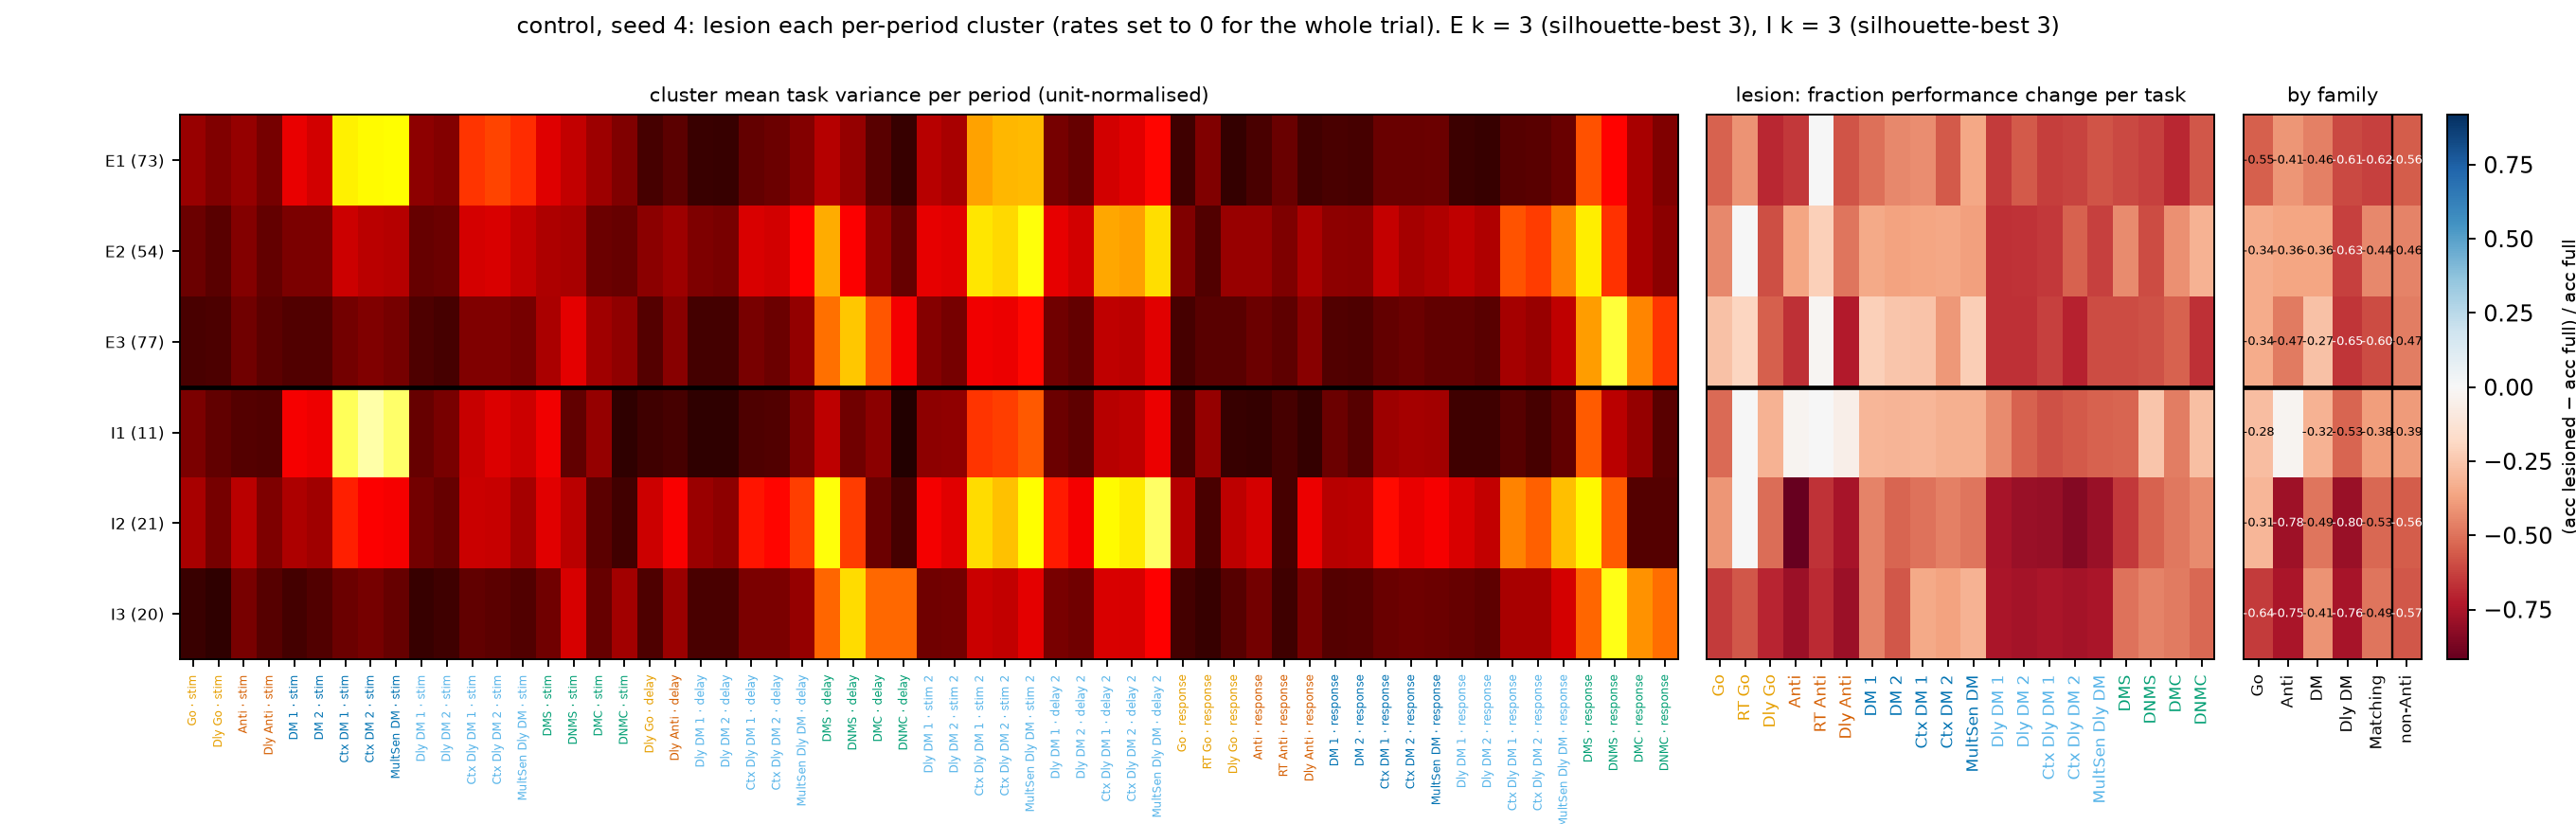 control, seed 4: lesion each per-period cluster (rates set to 0 for the whole trial). E k = 3 (silhouette-best 3), I k = 3 (silhouette-best 3)
cluster mean task variance per period (unit-normalised)
lesion: fraction performance change per task
by family
E1 (73)
E2 (54)
E3 (77)
I1 (11)
I2 (21)
I3 (20)
-0.55 -0.41 -0.46 -0.61 -0.62 -0.56
-0.34 -0.36 -0.36 -0.63 -0.44 -0.46
-0.34 -0.47 -0.27 -0.65 -0.60 -0.47
-0.28 -0.32 -0.53 -0.38 -0.39
-0.31 -0.78 -0.49 -0.80 -0.53 -0.56
-0.64 -0.75 -0.41 -0.76 -0.49 -0.57
Go · stim
Dly Go · stim
Anti · stim
Dly Anti · stim
DM 1 · stim
DM 2 · stim
Ctx DM 1 · stim
Ctx DM 2 · stim
MultSen DM · stim
Dly DM 1 · stim
Dly DM 2 · stim
Ctx Dly DM 1 · stim
Ctx Dly DM 2 · stim
MultSen Dly DM · stim
DMS · stim
DNMS · stim
DMC · stim
DNMC · stim
Dly Go · delay
Dly Anti · delay
Dly DM 1 · delay
Dly DM 2 · delay
Ctx Dly DM 1 · delay
Ctx Dly DM 2 · delay
MultSen Dly DM · delay
DMS · delay
DNMS · delay
DMC · delay
DNMC · delay
Dly DM 1 · stim 2
Dly DM 2 · stim 2
Ctx Dly DM 1 · stim 2
Ctx Dly DM 2 · stim 2
MultSen Dly DM · stim 2
Dly DM 1 · delay 2
Dly DM 2 · delay 2
Ctx Dly DM 1 · delay 2
Ctx Dly DM 2 · delay 2
MultSen Dly DM · delay 2
Go · response
RT Go · response
Dly Go · response
Anti · response
RT Anti · response
Dly Anti · response
DM 1 · response
DM 2 · response
Ctx DM 1 · response
Ctx DM 2 · response
MultSen DM · response
Dly DM 1 · response
Dly DM 2 · response
Ctx Dly DM 1 · response
Ctx Dly DM 2 · response
MultSen Dly DM · response
DMS · response
DNMS · response
DMC · response
DNMC · response
Go
RT Go
Dly Go
Anti
RT Anti
Dly Anti
DM 1
DM 2
Ctx DM 1
Ctx DM 2
MultSen DM
Dly DM 1
Dly DM 2
Ctx Dly DM 1
Ctx Dly DM 2
MultSen Dly DM
DMS
DNMS
DMC
DNMC
Go
Anti
DM
Dly DM
Matching
non-Anti
0.75
0.50
0.25
0.00
−0.25
−0.50
−0.75
(acc lesioned − acc full) / acc full